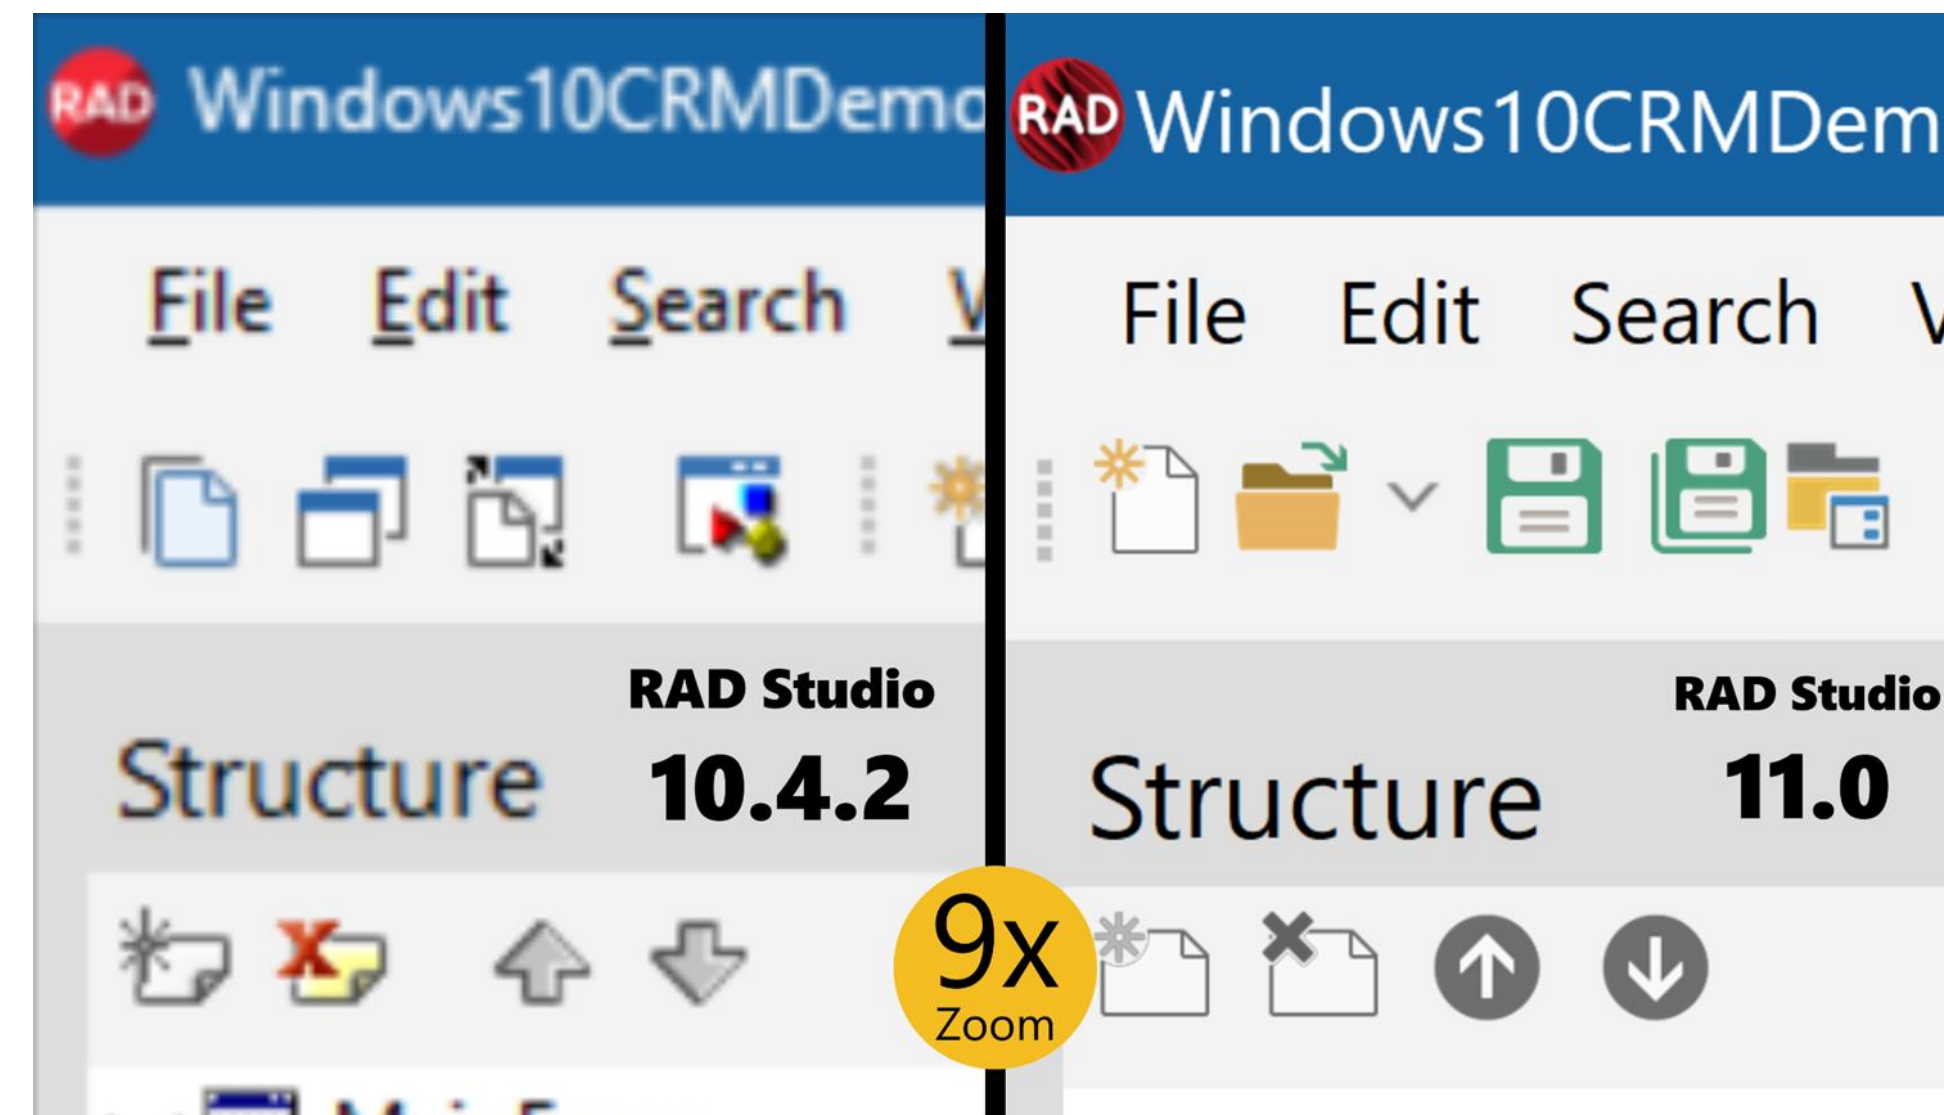 RAD Windows10CRMDemo
File Edit Search V
RAD Studio
10.4.2
Structure
RAD Windows10CRMDem
File Edit Search V
RAD Studio
11.0
Structure
9x
Zoom